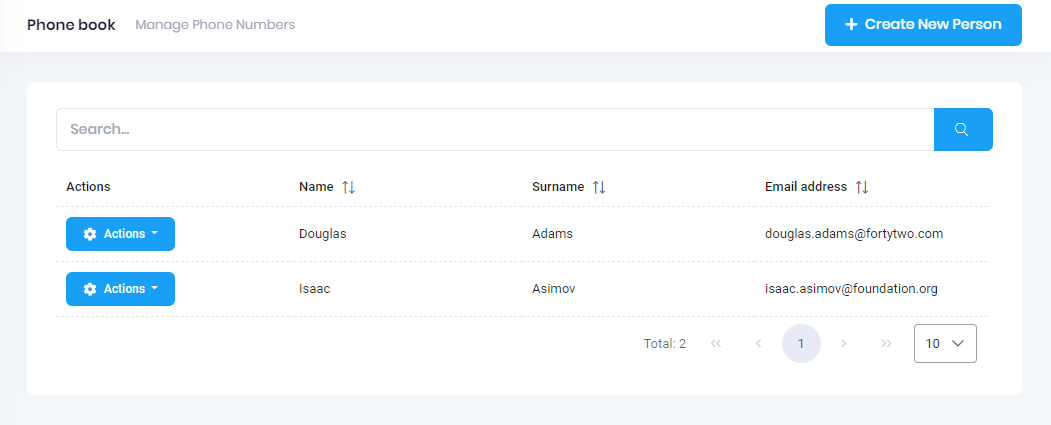 Phone book Manage Phone Numbers + Create New Person
Search...
Actions Name Surname Email address
Actions Douglas Adams douglas.adams@fortytwo.com
Actions Isaac Asimov isaac.asimov@foundation.org
Total: 2 1 10